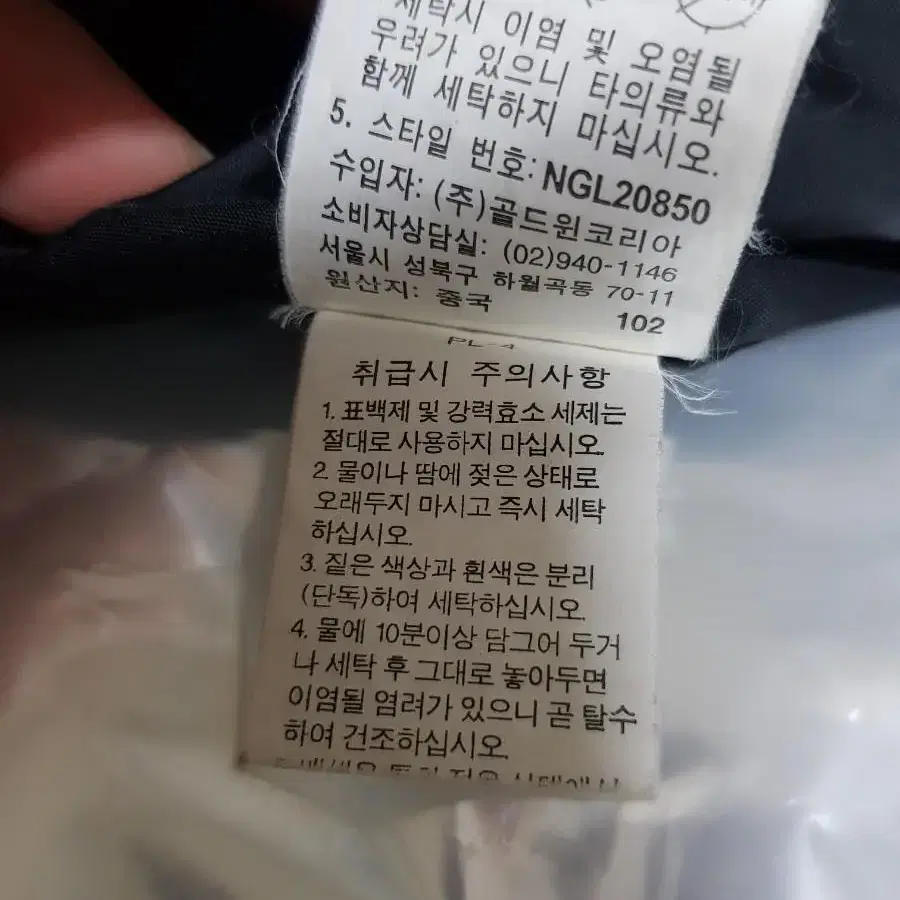 세탁시 이염 및 오염될
우려가 있으니 타의류와
함께 세탁하지 마십시오.
5. 스타일 번호: NGL20850
수입자: (주)골드윈코리아
소비자상담실: (02)940-1146
서울시 성북구 하월곡동 70-11
원산지: 중국 102
PL-4
취급시 주의사항
1. 표백제 및 강력효소 세제는
절대로 사용하지 마십시오.
2. 물이나 땀에 젖은 상태로
오래두지 마시고 즉시 세탁
하십시오.
3. 짙은 색상과 흰색은 분리
(단독)하여 세탁하십시오.
4. 물에 10분이상 담그어 두거
나 세탁 후 그대로 놓아두면
이염될 염려가 있으니 곧 탈수
하여 건조하십시오.